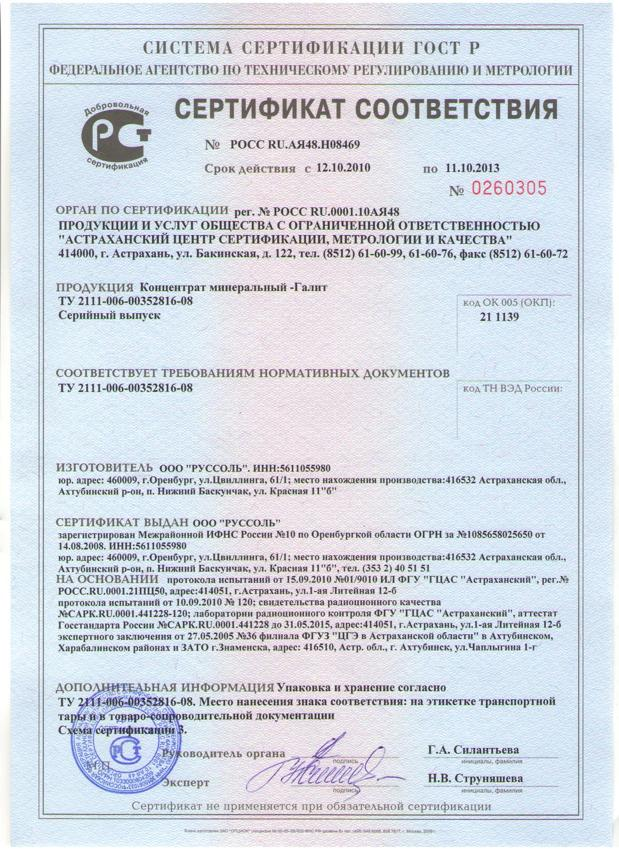 СИСТЕМА СЕРТИФИКАЦИИ ГОСТ Р
ФЕДЕРАЛЬНОЕ АГЕНТСТВО ПО ТЕХНИЧЕСКОМУ РЕГУЛИРОВАНИЮ И МЕТРОЛОГИИ
Добровольная
сертификация
СЕРТИФИКАТ СООТВЕТСТВИЯ
№ РОСС RU.АЯ48.Н08469
Срок действия с 12.10.2010 по 11.10.2013
№ 0260305
ОРГАН ПО СЕРТИФИКАЦИИ рег. № РОСС RU.0001.10АЯ48
ПРОДУКЦИИ И УСЛУГ ОБЩЕСТВА С ОГРАНИЧЕННОЙ ОТВЕТСТВЕННОСТЬЮ
"АСТРАХАНСКИЙ ЦЕНТР СЕРТИФИКАЦИИ, МЕТРОЛОГИИ И КАЧЕСТВА"
414000, г. Астрахань, ул. Бакинская, д. 122, тел. (8512) 61-60-99, 61-60-76, факс (8512) 61-60-72
ПРОДУКЦИЯ Концентрат минеральный -Галит
ТУ 2111-006-00352816-08
Серийный выпуск
код ОК 005 (ОКП):
21 1139
СООТВЕТСТВУЕТ ТРЕБОВАНИЯМ НОРМАТИВНЫХ ДОКУМЕНТОВ
ТУ 2111-006-00352816-08
код ТН ВЭД России:
ИЗГОТОВИТЕЛЬ ООО "РУССОЛЬ". ИНН:5611055980
юр. адрес: 460009, г.Оренбург, ул.Цвиллинга, 61/1; место нахождения производства:416532 Астраханская обл.,
Ахтубинский р-он, п. Нижний Баскунчак, ул. Красная 11"б"
СЕРТИФИКАТ ВЫДАН ООО "РУССОЛЬ"
зарегистрирован Межрайонной ИФНС России №10 по Оренбургкой области ОГРН за №1085658025650 от
14.08.2008. ИНН:5611055980
юр. адрес: 460009, г.Оренбург, ул.Цвиллинга, 61/1; место нахождения производства:416532 Астраханская обл.,
Ахтубинский р-он, п. Нижний Баскунчак, ул. Красная 11"б", тел. (353 2) 40 51 51
НА ОСНОВАНИИ протокола испытаний от 15.09.2010 №01/9010 ИЛ ФГУ "ГЦАС "Астраханский", рег.№
РОСС.RU.0001.21ПЦ50, адрес:414051, г.Астрахань, ул.1-ая Литейная 12-б
протокола испытаний от 10.09.2010 № 120; свидетельства радиционного качества
№САРК.RU.0001.441228-120; лаборатории радционного контроля ФГУ "ГЦАС "Астраханский", аттестат
Госстандарта России №САРК.RU.0001.441228 до 31.05.2015, адрес:414051, г.Астрахань, ул.1-ая Литейная 12-б
экспертного заключения от 27.05.2005 №36 филиала ФГУЗ "ЦГЭ в Астраханской области" в Ахтубинском,
Харабалинском районах и ЗАТО г.Знаменска, адрес: 416510, Астр. обл., г. Ахтубинск, ул.Чаплыгина 1-г
ДОПОЛНИТЕЛЬНАЯ ИНФОРМАЦИЯ Упаковка и хранение согласно
ТУ 2111-006-00352816-08. Место нанесения знака соответствия: на этикетке транспортной
тары и в товаро-сопроводительной документации
Схема сертификации 3.
М.П.
Руководитель органа
подпись
Г.А. Силантьева
инициалы, фамилия
Эксперт
подпись
Н.В. Струняшева
инициалы, фамилия
Сертификат не применяется при обязательной сертификации